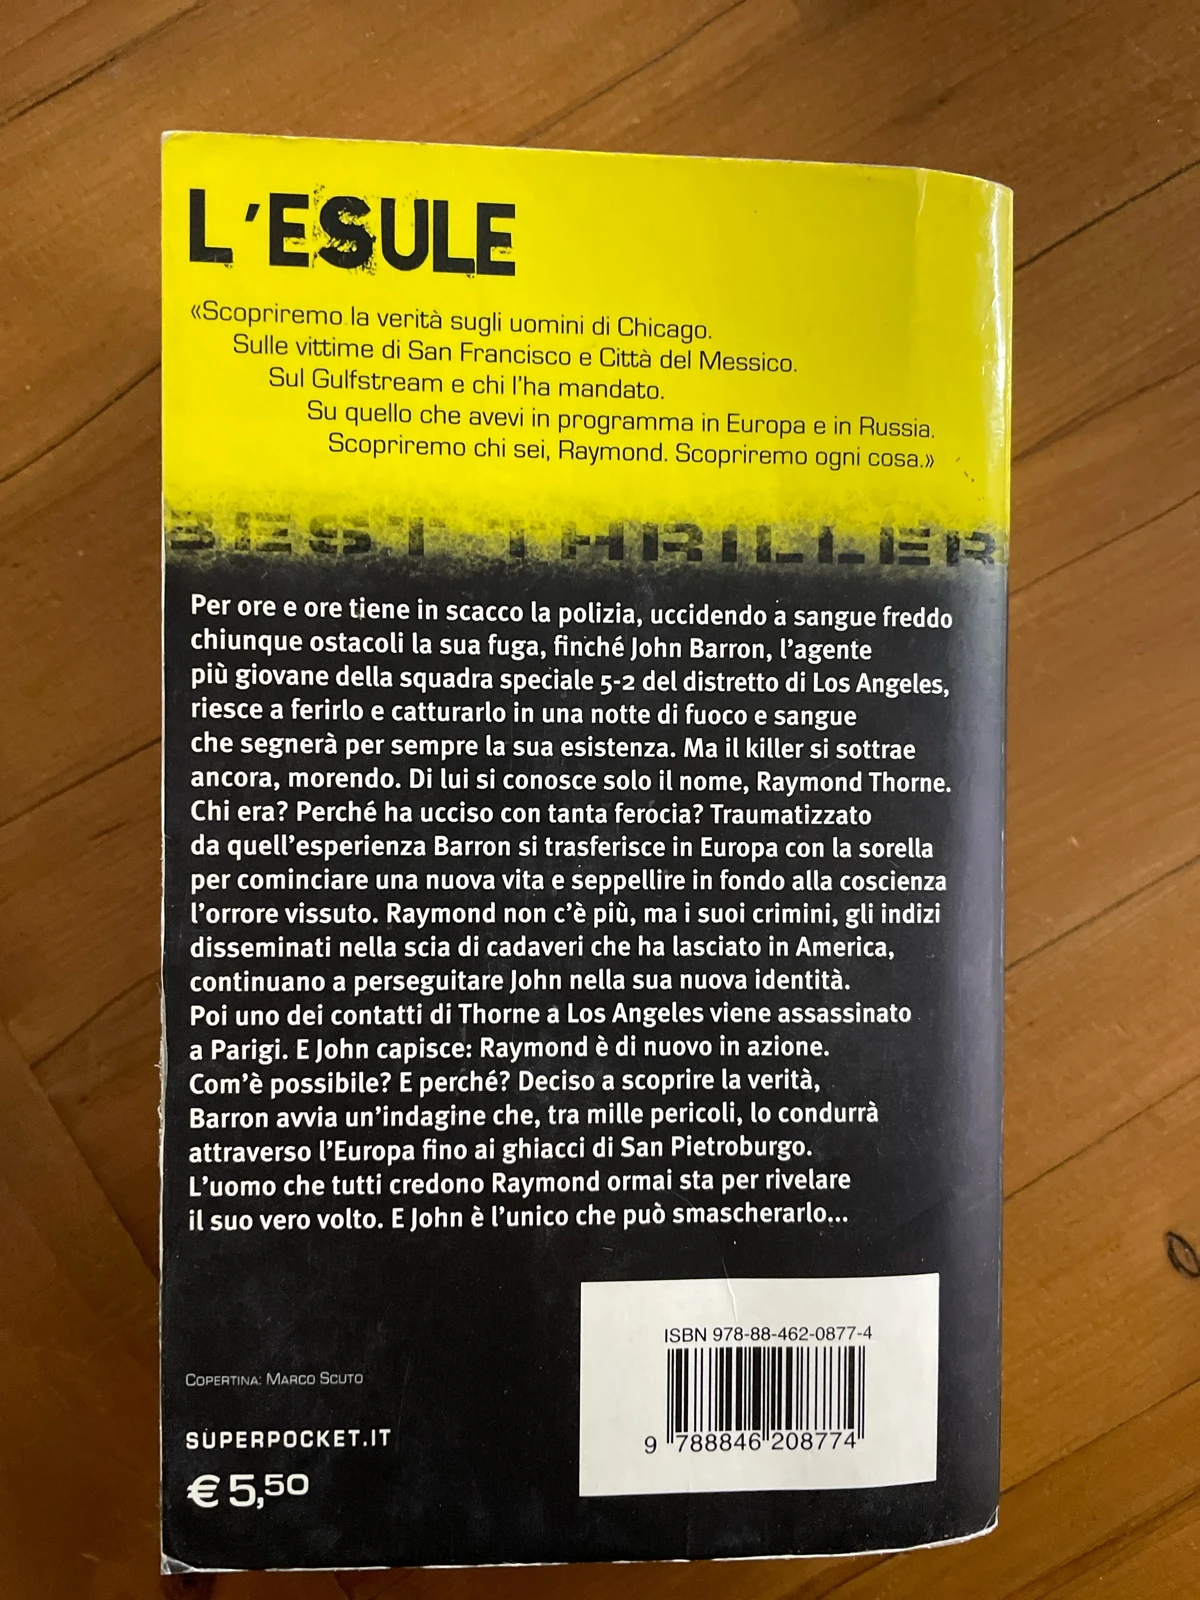 L'ESULE
«Scopriremo la verità sugli uomini di Chicago.
Sulle vittime di San Francisco e Città del Messico.
Sul Gulfstream e chi l'ha mandato.
Su quello che avevi in programma in Europa e in Russia.
Scopriremo chi sei, Raymond. Scopriremo ogni cosa.»
BEST THRILLER
Per ore e ore tiene in scacco la polizia, uccidendo a sangue freddo
chiunque ostacoli la sua fuga, finché John Barron, l'agente
più giovane della squadra speciale 5-2 del distretto di Los Angeles,
riesce a ferirlo e catturarlo in una notte di fuoco e sangue
che segnerà per sempre la sua esistenza. Ma il killer si sottrae
ancora, morendo. Di lui si conosce solo il nome, Raymond Thorne.
Chi era? Perché ha ucciso con tanta ferocia? Traumatizzato
da quell'esperienza Barron si trasferisce in Europa con la sorella
per cominciare una nuova vita e seppellire in fondo alla coscienza
l'orrore vissuto. Raymond non c'è più, ma i suoi crimini, gli indizi
disseminati nella scia di cadaveri che ha lasciato in America,
continuano a perseguitare John nella sua nuova identità.
Poi uno dei contatti di Thorne a Los Angeles viene assassinato
a Parigi. E John capisce: Raymond è di nuovo in azione.
Com'è possibile? E perché? Deciso a scoprire la verità,
Barron avvia un'indagine che, tra mille pericoli, lo condurrà
attraverso l'Europa fino ai ghiacci di San Pietroburgo.
L'uomo che tutti credono Raymond ormai sta per rivelare
il suo vero volto. E John è l'unico che può smascherarlo...
ISBN 978-88-462-0877-4
9 788846 208774
COPERTINA: MARCO SCUTO
SUPERPOCKET.IT
€ 5,50